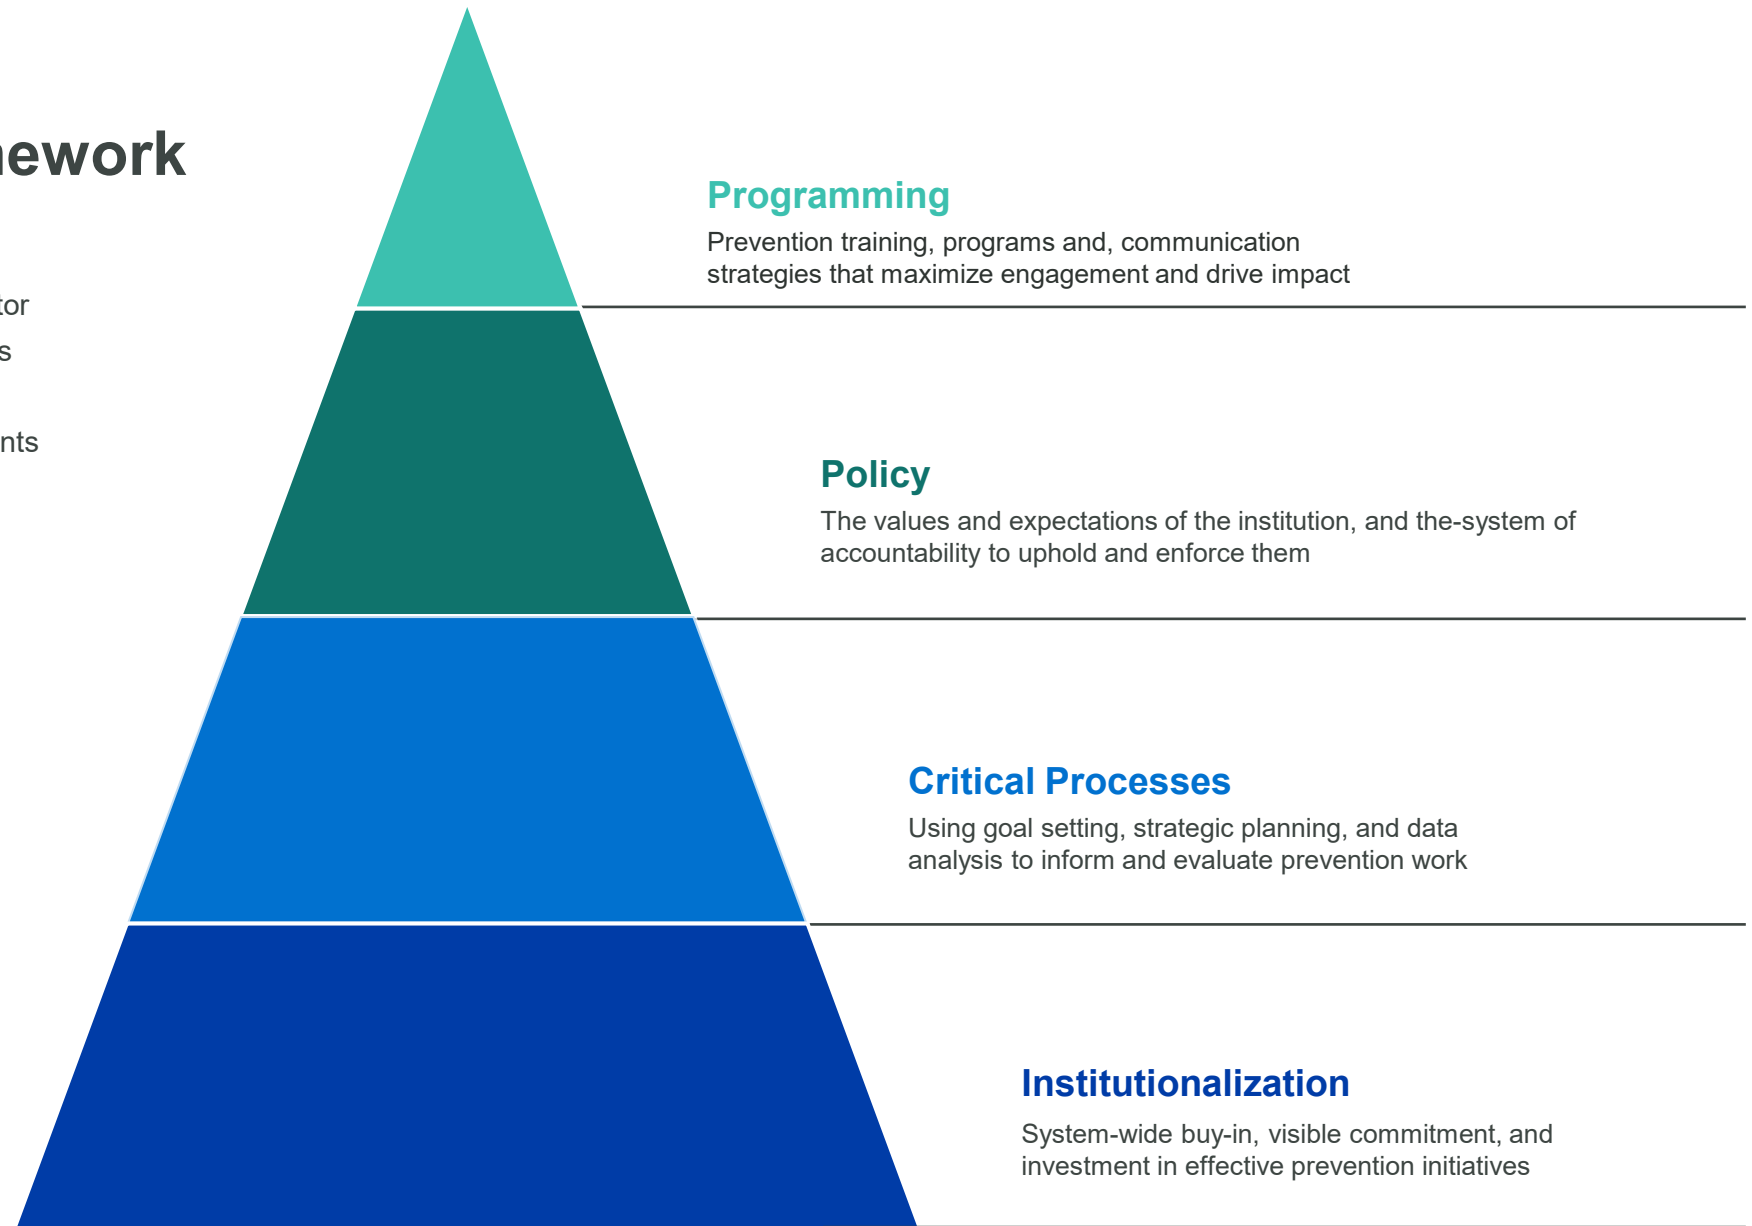 ework
tor
s
nts
Programming
Prevention training, programs and, communication
strategies that maximize engagement and drive impact
Policy
The values and expectations of the institution, and the-system of
accountability to uphold and enforce them
Critical Processes
Using goal setting, strategic planning, and data
analysis to inform and evaluate prevention work
Institutionalization
System-wide buy-in, visible commitment, and
investment in effective prevention initiatives